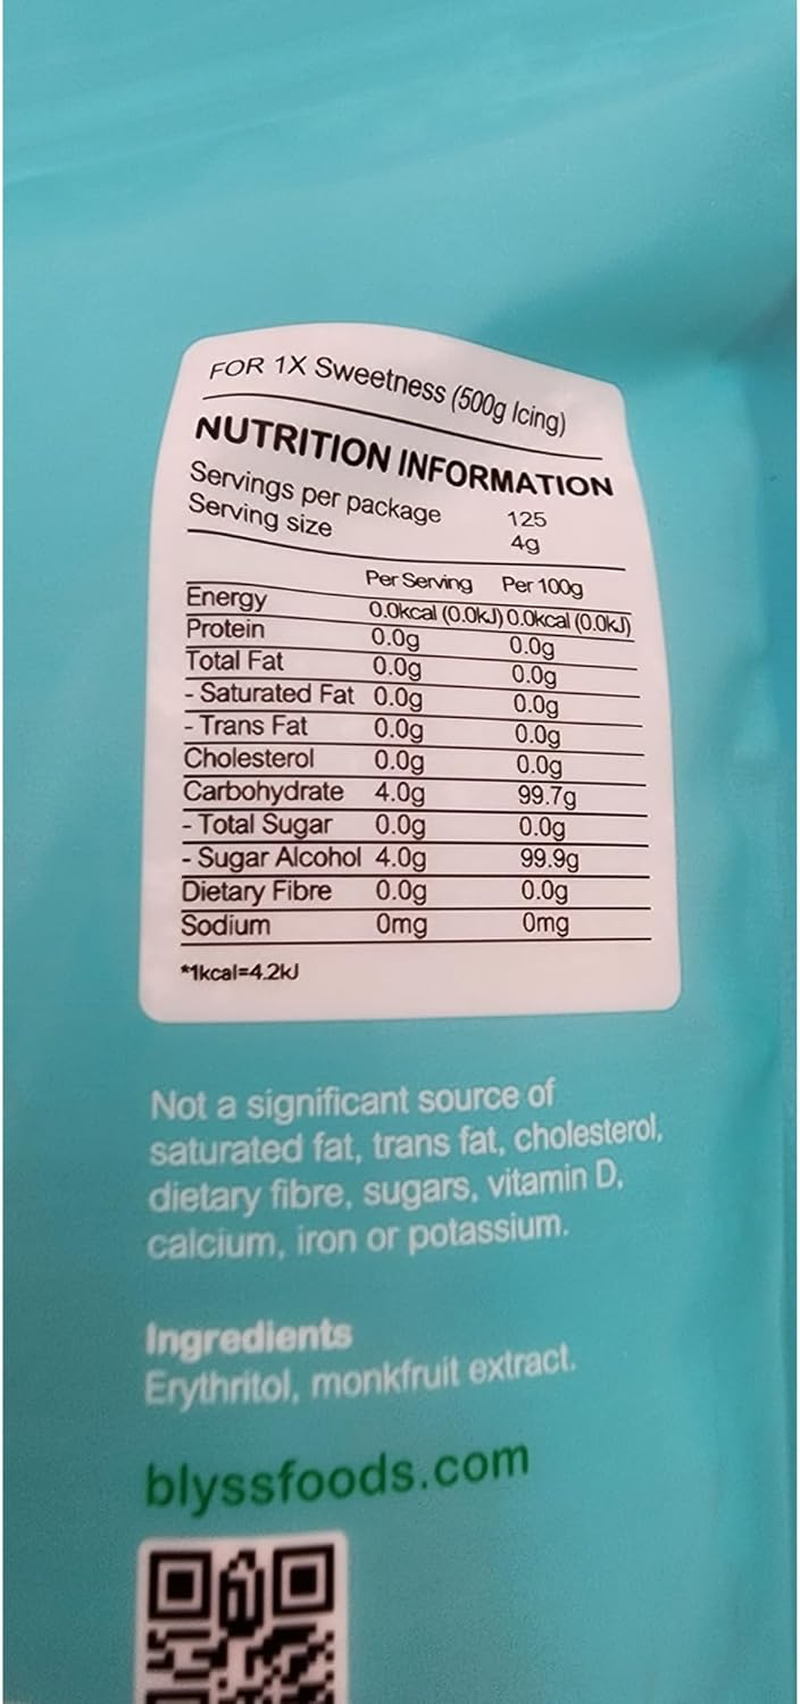 FOR 1X Sweetness (500g Icing)
NUTRITION INFORMATION
Servings per package 125
Serving size 4g
Per Serving Per 100g
Energy 0.0kcal (0.0kJ) 0.0kcal (0.0kJ)
Protein 0.0g 0.0g
Total Fat 0.0g 0.0g
- Saturated Fat 0.0g 0.0g
- Trans Fat 0.0g 0.0g
Cholesterol 0.0g 0.0g
Carbohydrate 4.0g 99.7g
- Total Sugar 0.0g 0.0g
- Sugar Alcohol 4.0g 99.9g
Dietary Fibre 0.0g 0.0g
Sodium 0mg 0mg
*1kcal=4.2kJ
Not a significant source of
saturated fat, trans fat, cholesterol,
dietary fibre, sugars, vitamin D,
calcium, iron or potassium.
Ingredients
Erythritol, monkfruit extract.
blyssfoods.com